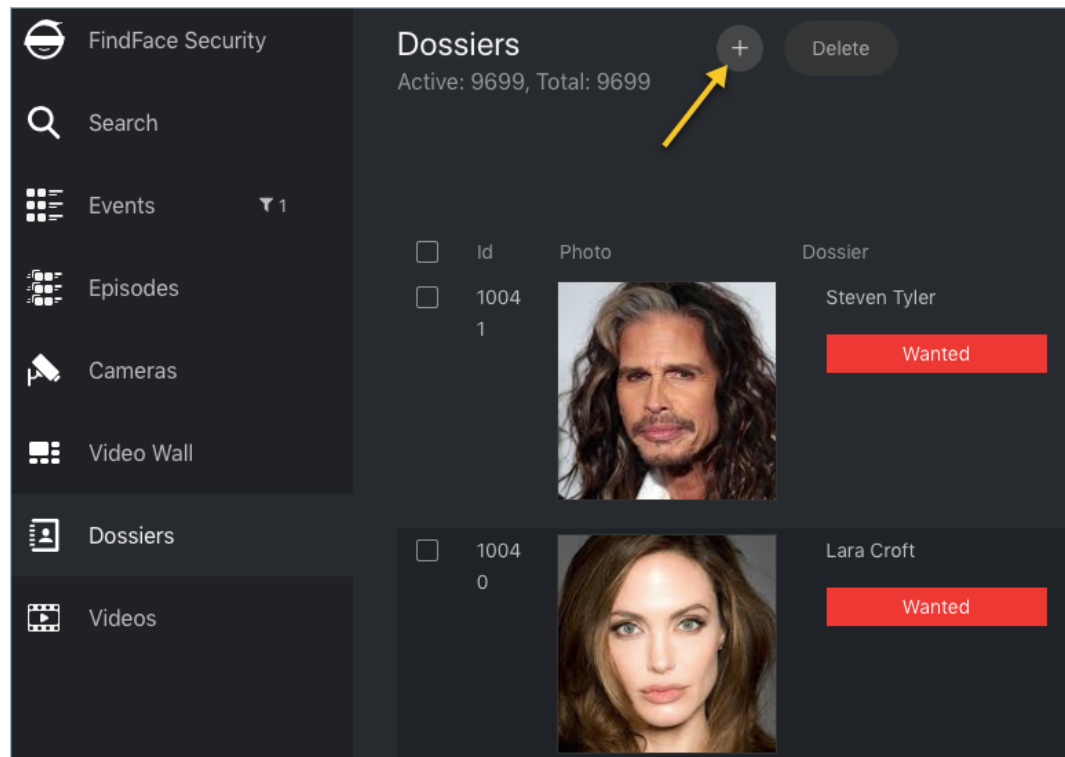 FindFace Security
Search
Events 1
Episodes
Cameras
Video Wall
Dossiers
Videos
Dossiers
+ Delete
Active: 9699, Total: 9699
Id Photo Dossier
1004
1
Steven Tyler
Wanted
1004
0
Lara Croft
Wanted